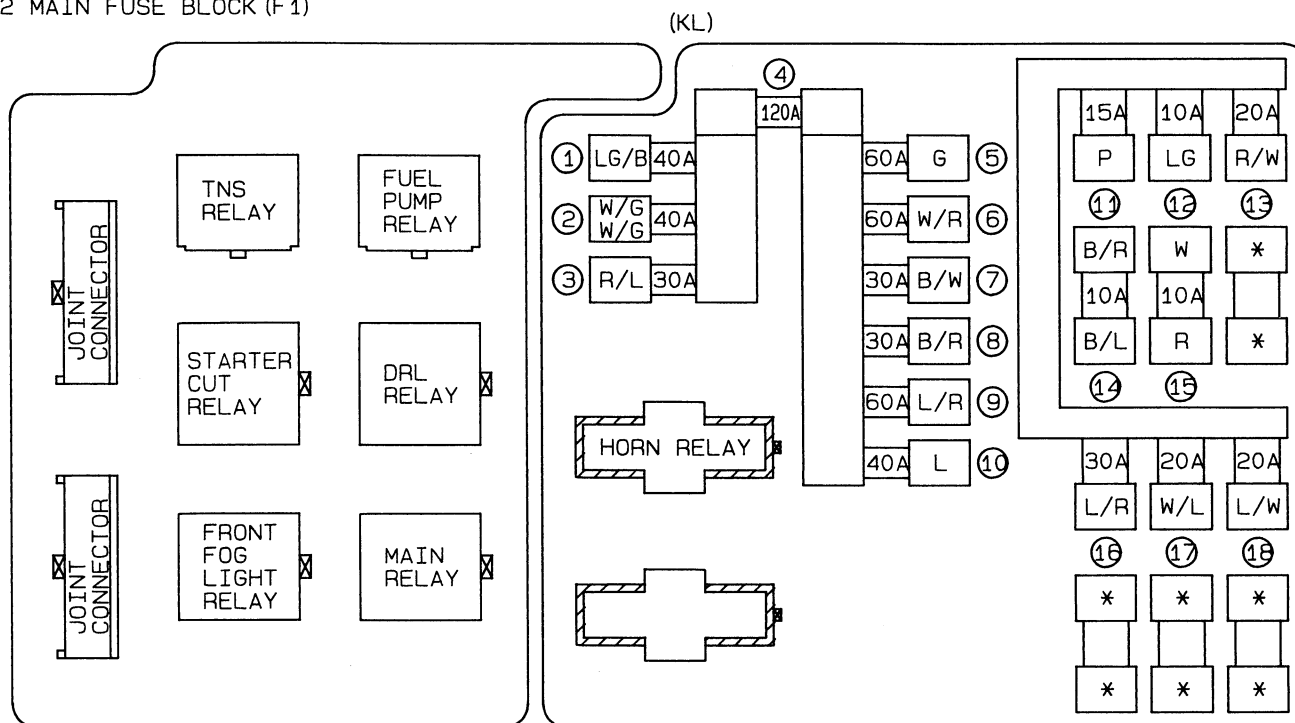 2 MAIN FUSE BLOCK (F1)
(KL)
TNS
RELAY
FUEL
PUMP
RELAY
JOINT
CONNECTOR
STARTER
CUT
RELAY
DRL
RELAY
JOINT
CONNECTOR
FRONT
FOG
LIGHT
RELAY
MAIN
RELAY
4
120A
1 LG/B 40A
2 W/G 40A
W/G
3 R/L 30A
60A G 5
60A W/R 6
30A B/W 7
30A B/R 8
60A L/R 9
40A L 10
HORN RELAY
15A 10A 20A
P LG R/W
11 12 13
B/R W *
10A 10A
B/L R *
14 15
30A 20A 20A
L/R W/L L/W
16 17 18
* * *
* * *